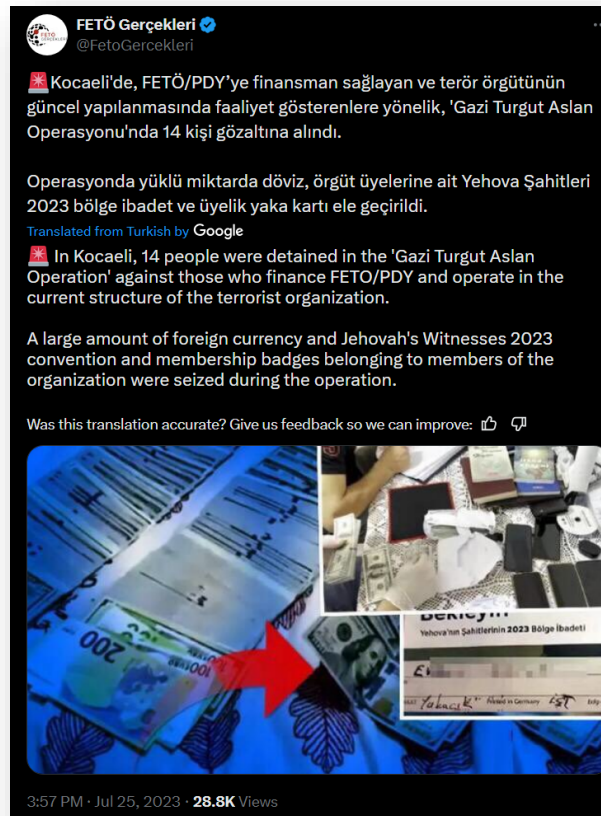 FETÖ Gerçekleri
@FetoGercekleri
🚨Kocaeli'de, FETÖ/PDY’ye finansman sağlayan ve terör örgütünün
güncel yapılanmasında faaliyet gösterenlere yönelik, 'Gazi Turgut Aslan
Operasyonu'nda 14 kişi gözaltına alındı.
Operasyonda yüklü miktarda döviz, örgüt üyelerine ait Yehova Şahitleri
2023 bölge ibadet ve üyelik yaka kartı ele geçirildi.
Translated from Turkish by Google
🚨 In Kocaeli, 14 people were detained in the 'Gazi Turgut Aslan
Operation' against those who finance FETO/PDY and operate in the
current structure of the terrorist organization.
A large amount of foreign currency and Jehovah's Witnesses 2023
convention and membership badges belonging to members of the
organization were seized during the operation.
Was this translation accurate? Give us feedback so we can improve:
200
100
Bekleyin
Yehova'nın Şahitlerinin 2023 Bölge İbadeti
Yakacık
Printed in Germany
3:57 PM · Jul 25, 2023 · 28.8K Views